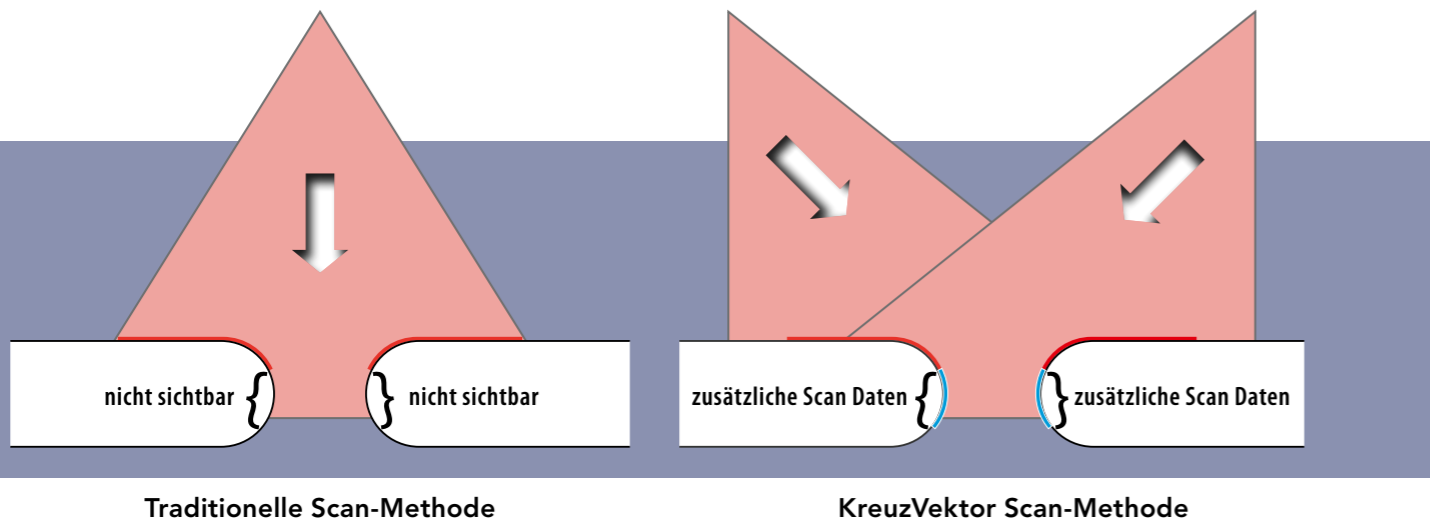 nicht sichtbar
nicht sichtbar
Traditionelle Scan-Methode
zusätzliche Scan Daten
zusätzliche Scan Daten
KreuzVektor Scan-Methode